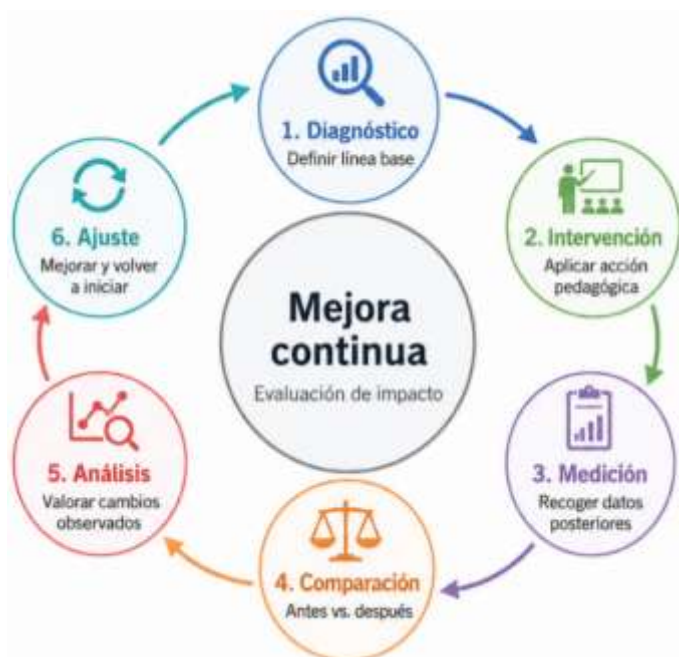 1. Diagnóstico
Definir línea base
2. Intervención
Aplicar acción
pedagógica
3. Medición
Recoger datos
posteriores
4. Comparación
Antes vs. después
5. Análisis
Valorar cambios
observados
6. Ajuste
Mejorar y volver
a iniciar
Mejora
continua
Evaluación de impacto